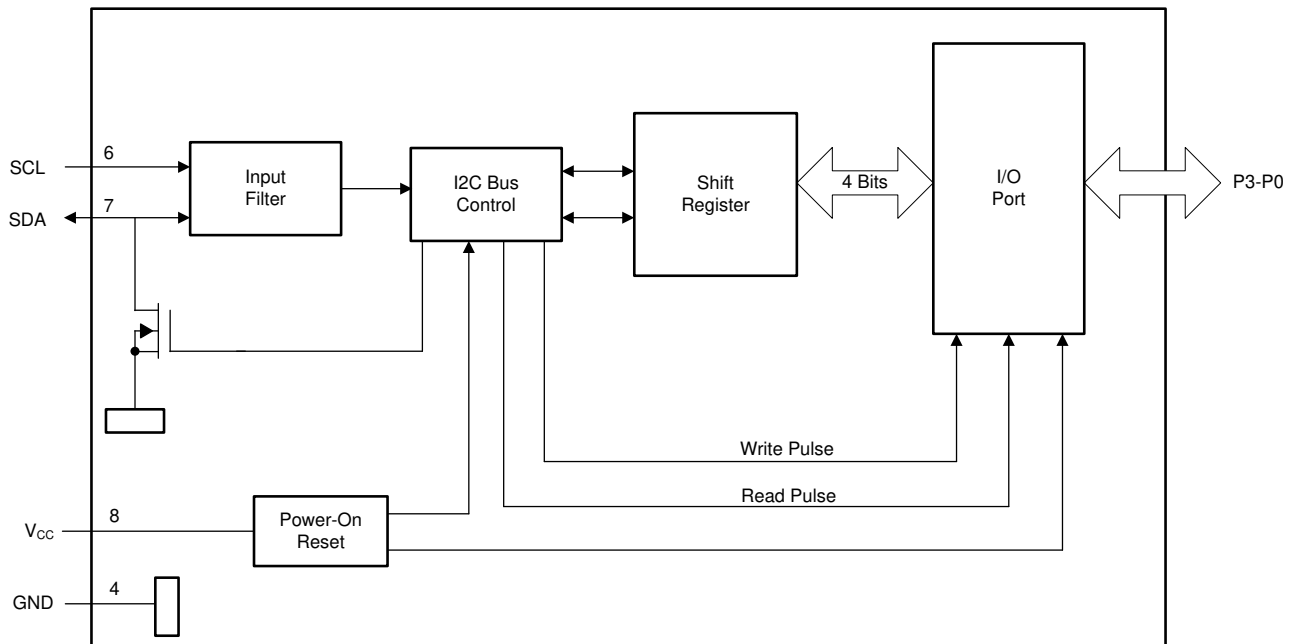 SCL
6
SDA
7
Input
Filter
I2C Bus
Control
Shift
Register
4 Bits
I/O
Port
P3-P0
Write Pulse
Read Pulse
VCC
8
Power-On
Reset
GND
4